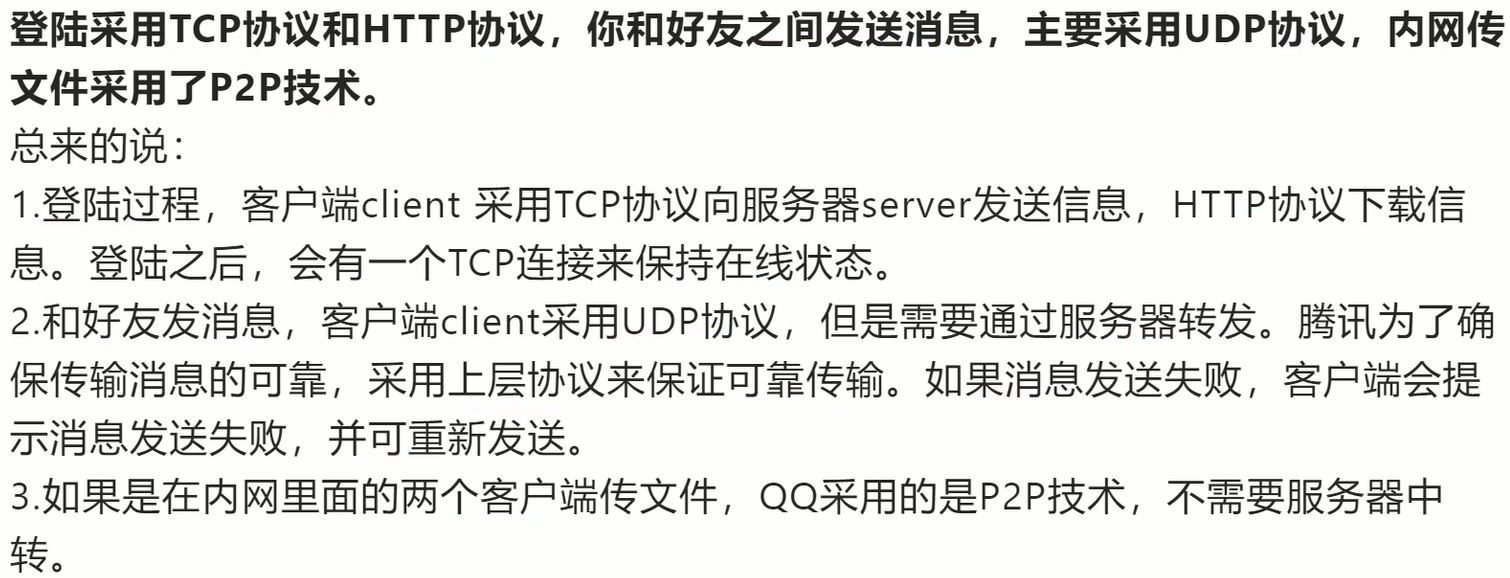 登陆采用TCP协议和HTTP协议，你和好友之间发送消息，主要采用UDP协议，内网传
文件采用了P2P技术。
总来的说：
1.登陆过程，客户端client 采用TCP协议向服务器server发送信息，HTTP协议下载信
息。登陆之后，会有一个TCP连接来保持在线状态。
2.和好友发消息，客户端client采用UDP协议，但是需要通过服务器转发。腾讯为了确
保传输消息的可靠，采用上层协议来保证可靠传输。如果消息发送失败，客户端会提
示消息发送失败，并可重新发送。
3.如果是在内网里面的两个客户端传文件，QQ采用的是P2P技术，不需要服务器中
转。